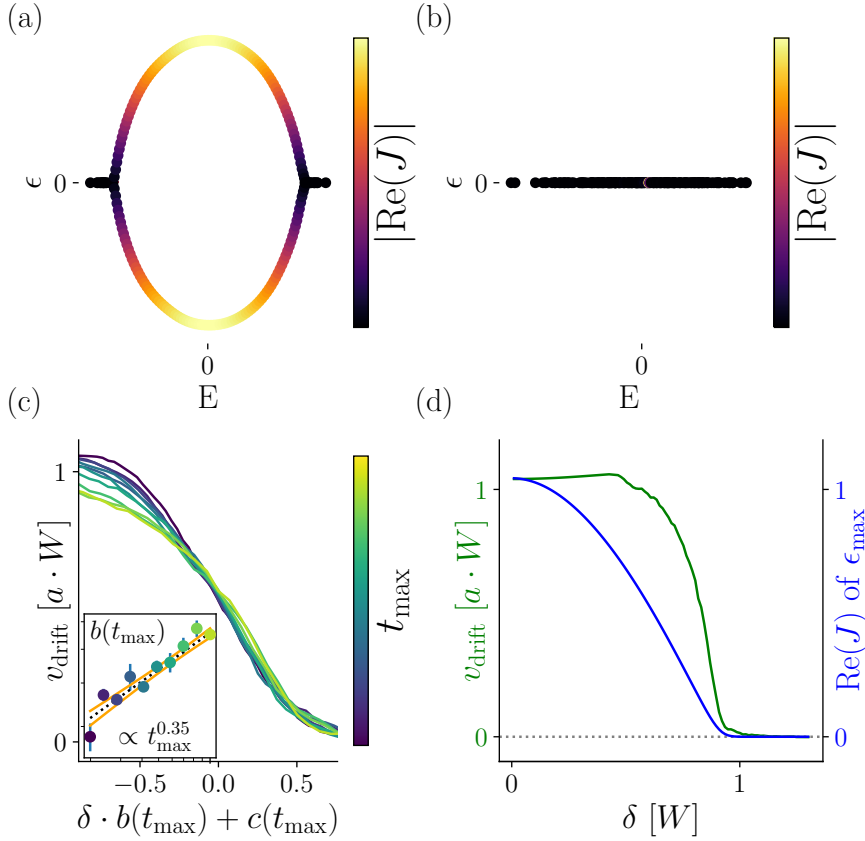 (a)
ϵ
0
0
E
|Re(J)|
(b)
ϵ
0
0
E
|Re(J)|
(c)
v_drift [a · W]
1
0
−0.5
0.0
0.5
δ · b(t_max) + c(t_max)
b(t_max)
∝ t_max^0.35
t_max
(d)
v_drift [a · W]
1
0
0
1
δ [W]
1
0
Re(J) of ϵ_max